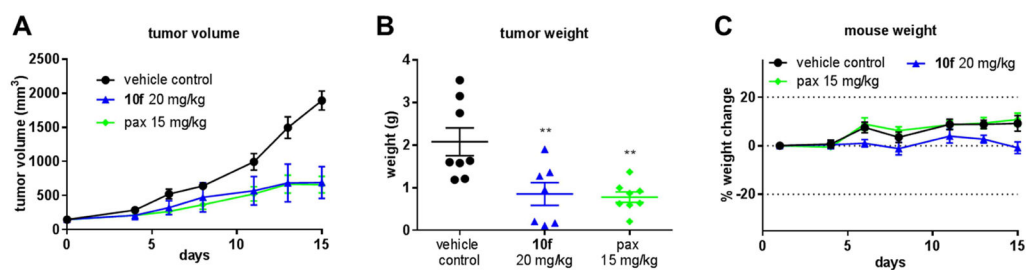 A
tumor volume
tumor volume (mm³)
2500
2000
1500
1000
500
0
vehicle control
10f 20 mg/kg
pax 15 mg/kg
0
5
10
15
days
B
tumor weight
weight (g)
4
3
2
1
0
**
**
vehicle
control
10f
20 mg/kg
pax
15 mg/kg
C
mouse weight
vehicle control
10f 20 mg/kg
pax 15 mg/kg
% weight change
20
0
-20
0
5
10
15
days